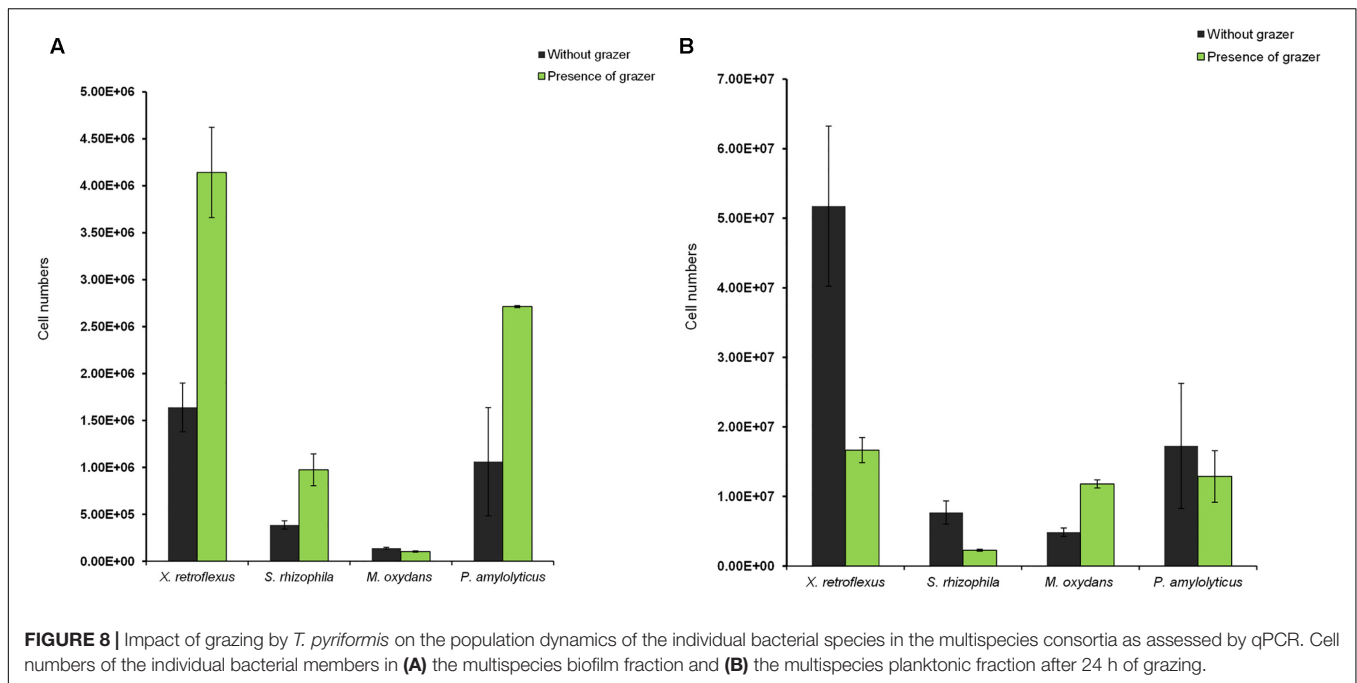 A
Without grazer
Presence of grazer
5.00E+06
4.50E+06
4.00E+06
3.50E+06
3.00E+06
2.50E+06
2.00E+06
1.50E+06
1.00E+06
5.00E+05
0.00E+00
Cell numbers
X. retroflexus S. rhizophila M. oxydans P. amylolyticus
B
Without grazer
Presence of grazer
7.00E+07
6.00E+07
5.00E+07
4.00E+07
3.00E+07
2.00E+07
1.00E+07
0.00E+00
Cell numbers
X. retroflexus S. rhizophila M. oxydans P. amylolyticus
FIGURE 8 | Impact of grazing by T. pyriformis on the population dynamics of the individual bacterial species in the multispecies consortia as assessed by qPCR. Cell
numbers of the individual bacterial members in (A) the multispecies biofilm fraction and (B) the multispecies planktonic fraction after 24 h of grazing.